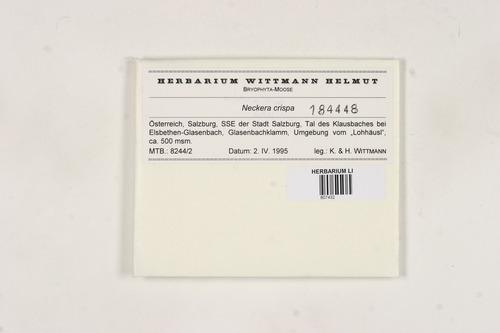 HERBARIUM WITTMANN HELMUT
BRYOPHYTA-MOOSE
Neckera crispa 184448
Österreich, Salzburg, SSE der Stadt Salzburg, Tal des Klausbaches bei
Elsbethen-Glasenbach, Glasenbachklamm, Umgebung vom „Lohhäusl",
ca. 500 msm.
MTB.: 8244/2 Datum: 2. IV. 1995 leg.: K. & H. WITTMANN
HERBARIUM LI
807432